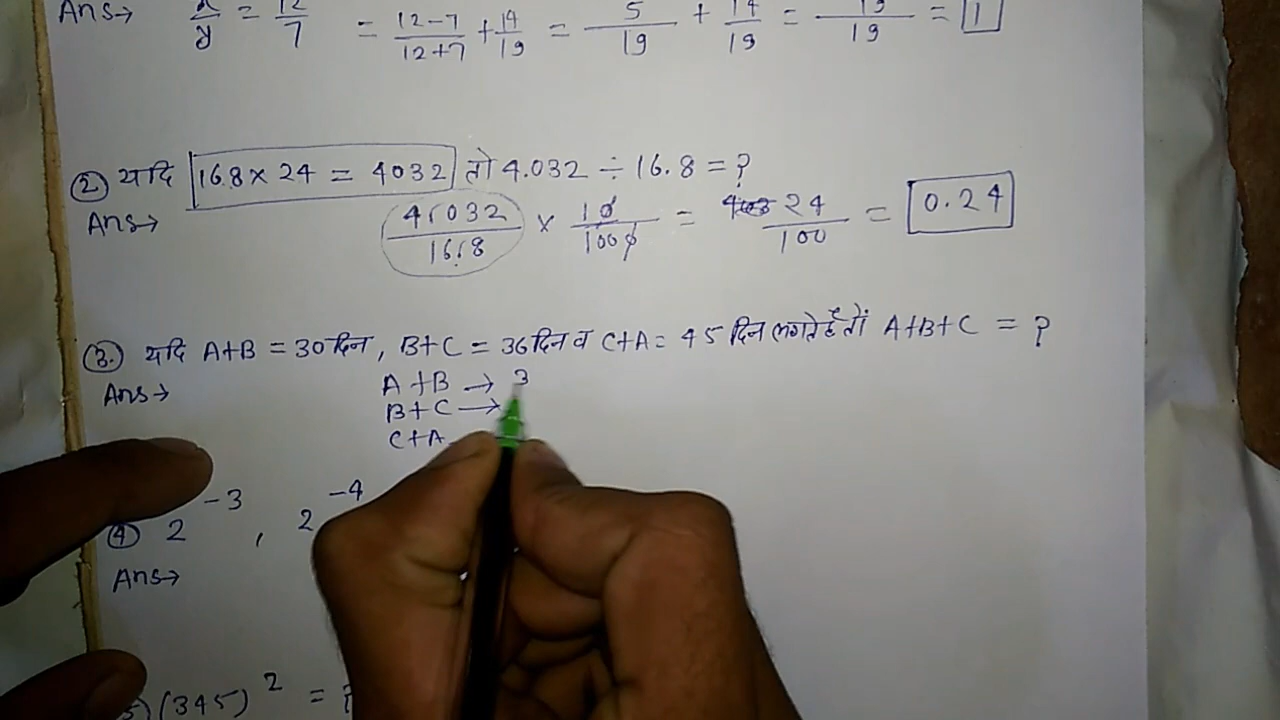 Ans→ x/y = 12/7 = 12-7/12+7 + 14/19 = 5/19 + 14/19 = 19/19 = 1
② यदि 168 × 24 = 4032 तो 4.032 ÷ 16.8 = ?
Ans→ 4.032/16.8 × 10/1000 = 24/100 = 0.24
③. यदि A+B = 30 दिन, B+C = 36 दिन व C+A = 45 दिन लगते हैं तों A+B+C = ?
Ans→ A+B → 3
B+C →
C+A
④ 2^-3, 2^-4
Ans→
(345)^2 = ?